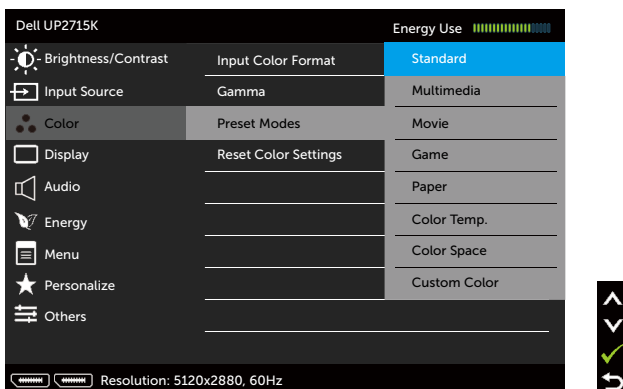 Dell UP2715K Energy Use
Brightness/Contrast Input Color Format Standard
Input Source Gamma Multimedia
Color Preset Modes Movie
Display Reset Color Settings Game
Audio Paper
Energy Color Temp.
Menu Color Space
Personalize Custom Color
Others
Resolution: 5120x2880, 60Hz